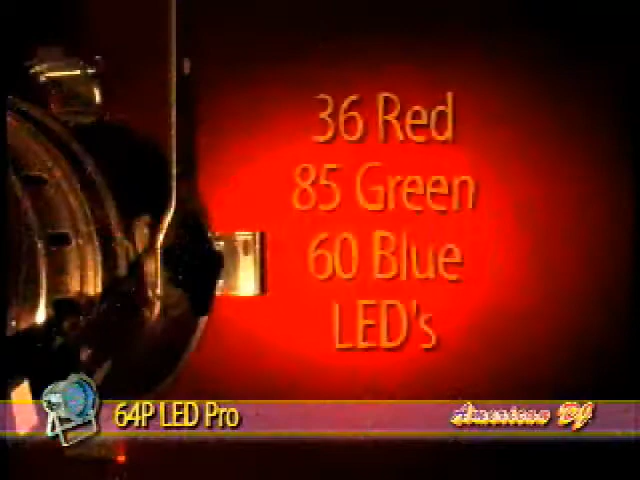 36 Red
85 Green
60 Blue
LED's
64P LED Pro
American DJ